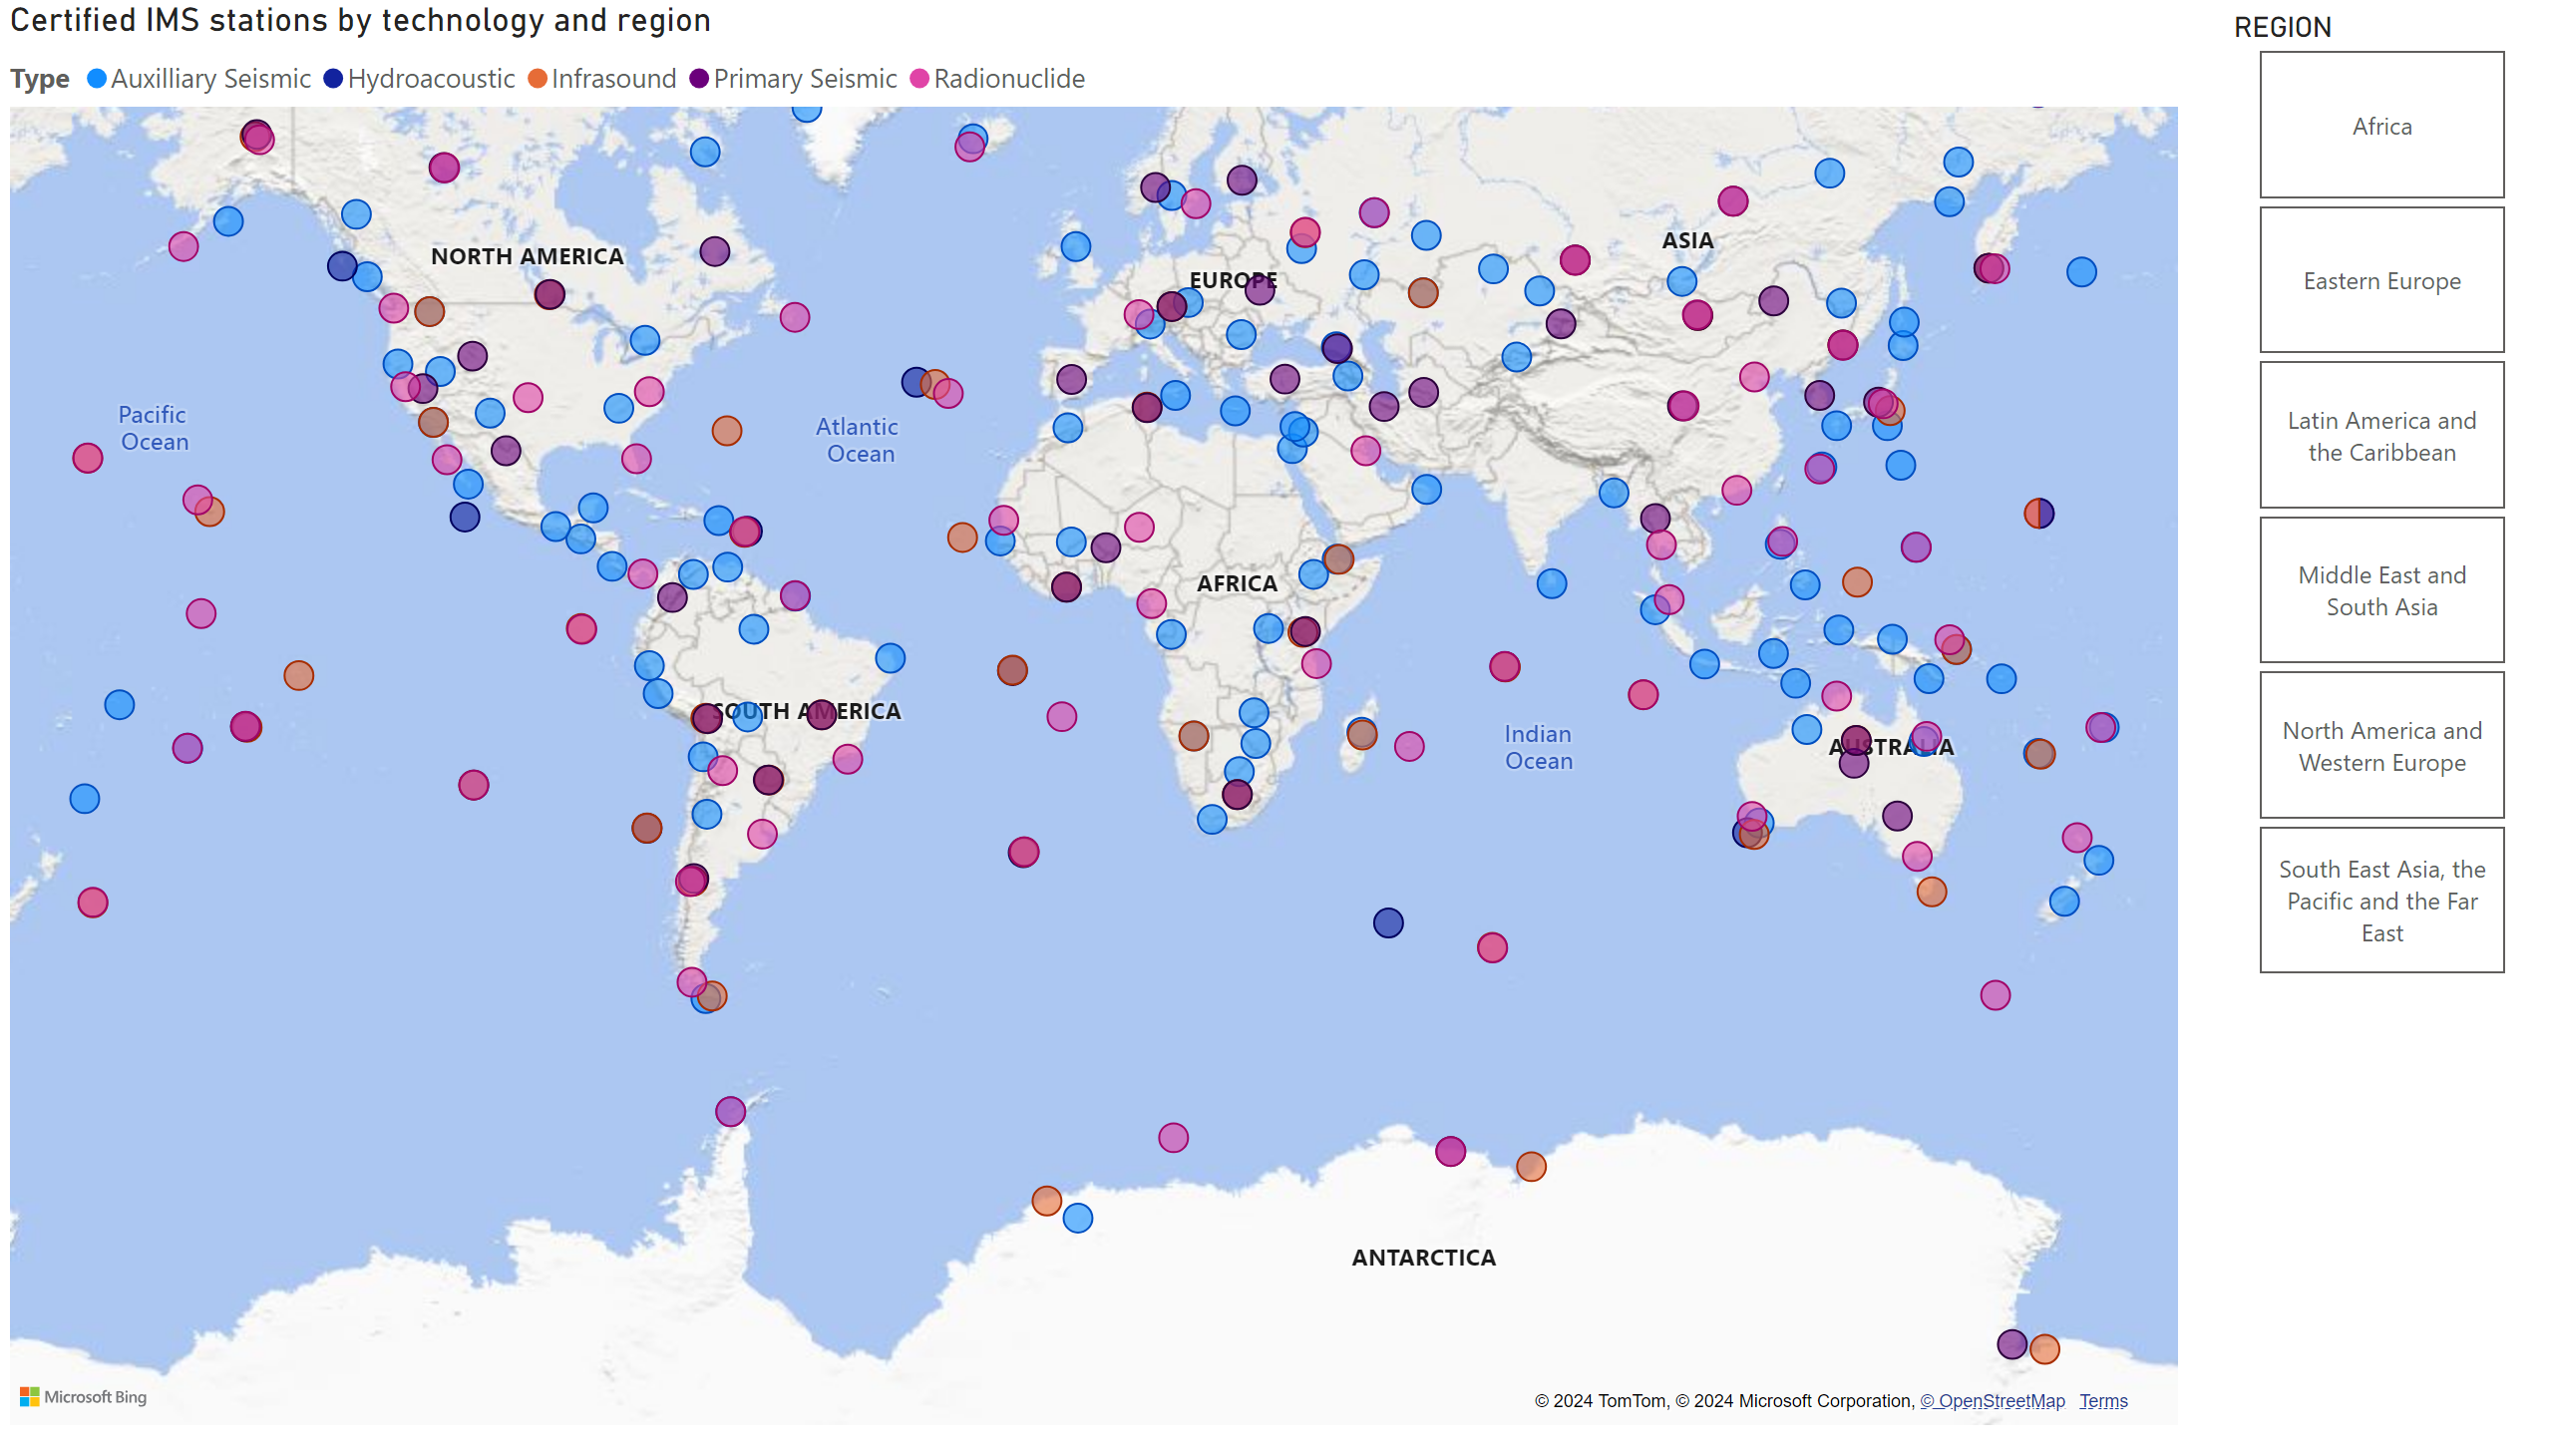 Certified IMS stations by technology and region
Type Auxilliary Seismic Hydroacoustic Infrasound Primary Seismic Radionuclide
REGION
Africa
Eastern Europe
Latin America and
the Caribbean
Middle East and
South Asia
North America and
Western Europe
South East Asia, the
Pacific and the Far
East
NORTH AMERICA
ASIA
EUROPE
Pacific
Ocean
Atlantic
Ocean
AFRICA
SOUTH AMERICA
Indian
Ocean
AUSTRALIA
ANTARCTICA
Microsoft Bing
© 2024 TomTom, © 2024 Microsoft Corporation, © OpenStreetMap Terms